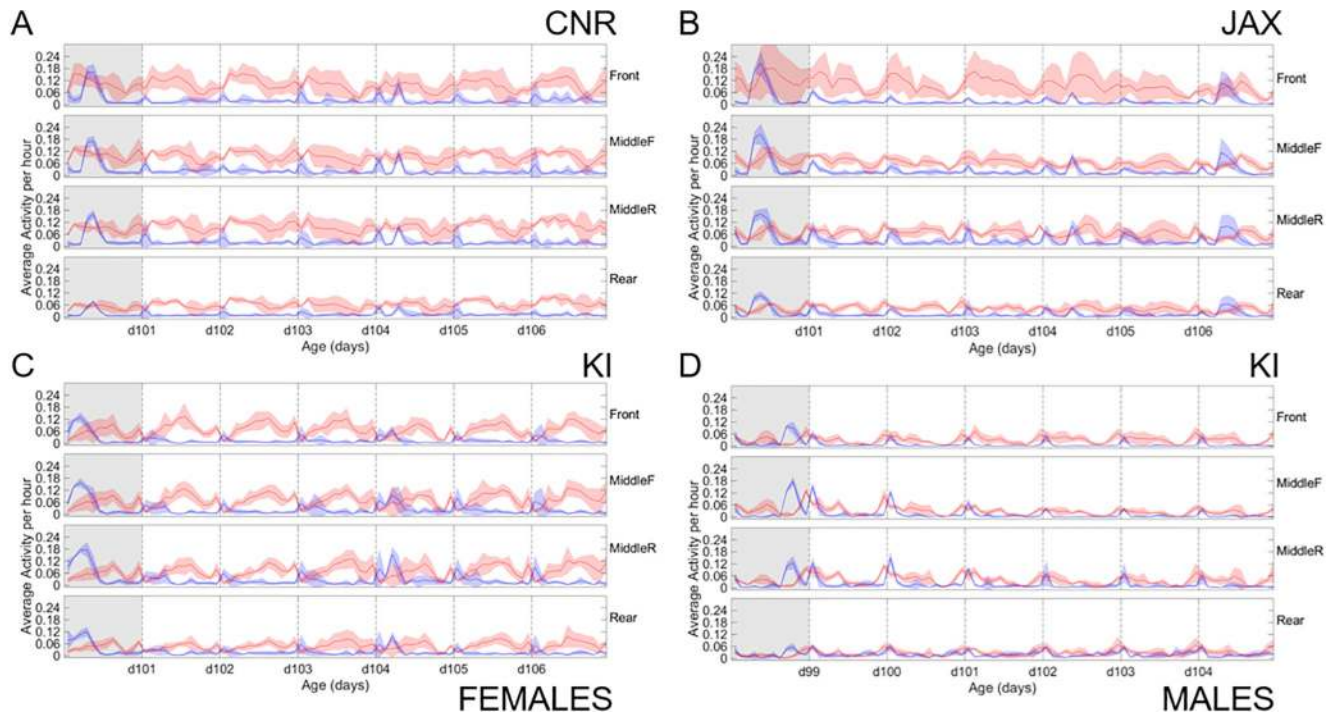 A
CNR
0.24
0.18
0.12
0.06
0
Front
0.24
0.18
0.12
0.06
0
MiddleF
0.24
0.18
0.12
0.06
0
MiddleR
0.24
0.18
0.12
0.06
0
Rear
Average Activity per hour
d101 d102 d103 d104 d105 d106
Age (days)
B
JAX
0.24
0.18
0.12
0.06
0
Front
0.24
0.18
0.12
0.06
0
MiddleF
0.24
0.18
0.12
0.06
0
MiddleR
0.24
0.18
0.12
0.06
0
Rear
Average Activity per hour
d101 d102 d103 d104 d105 d106
Age (days)
C
KI
0.24
0.18
0.12
0.06
0
Front
0.24
0.18
0.12
0.06
0
MiddleF
0.24
0.18
0.12
0.06
0
MiddleR
0.24
0.18
0.12
0.06
0
Rear
Average Activity per hour
d101 d102 d103 d104 d105 d106
Age (days)
FEMALES
D
KI
0.24
0.18
0.12
0.06
0
Front
0.24
0.18
0.12
0.06
0
MiddleF
0.24
0.18
0.12
0.06
0
MiddleR
0.24
0.18
0.12
0.06
0
Rear
Average Activity per hour
d99 d100 d101 d102 d103 d104
Age (days)
MALES